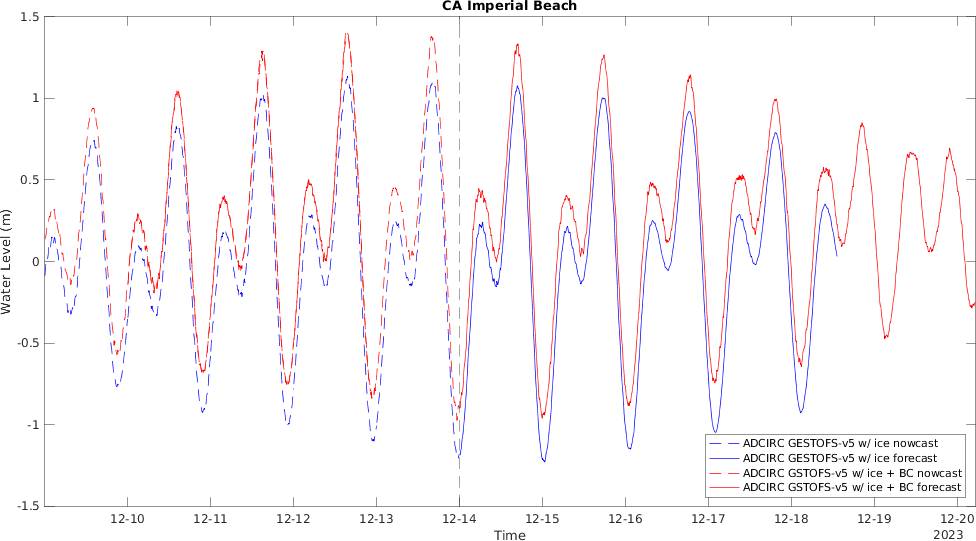 CA Imperial Beach
1.5
1
0.5
0
-0.5
-1
-1.5
Water Level (m)
12-10 12-11 12-12 12-13 12-14 12-15 12-16 12-17 12-18 12-19 12-20
Time
2023
ADCIRC GESTOFS-v5 w/ ice nowcast
ADCIRC GESTOFS-v5 w/ ice forecast
ADCIRC GSTOFS-v5 w/ ice + BC nowcast
ADCIRC GSTOFS-v5 w/ ice + BC forecast